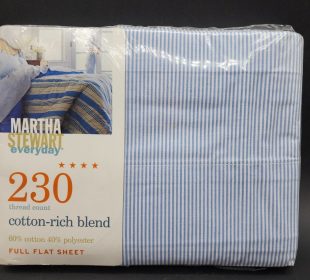 MARTHA
STEWART
everyday
230
thread count
cotton-rich blend
60% cotton 40% polyester
FULL FLAT SHEET